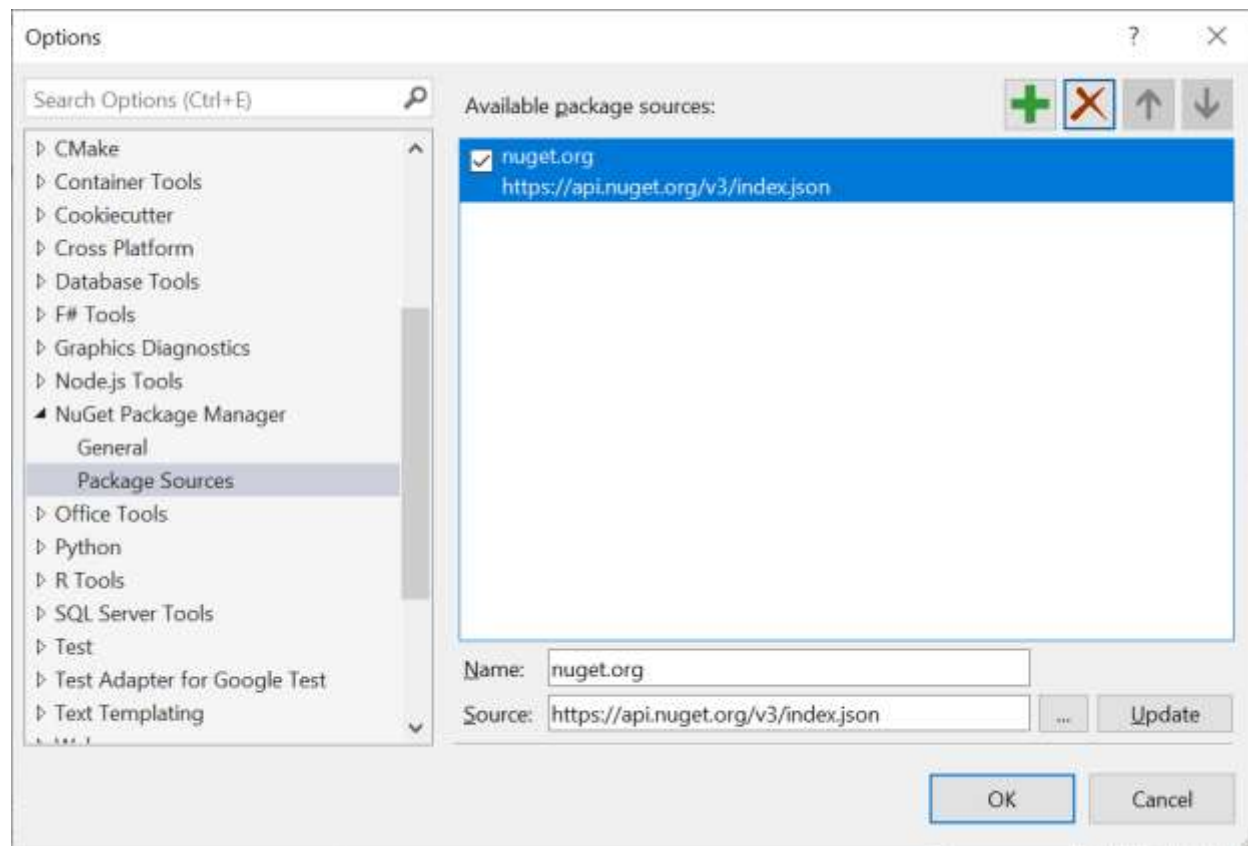 Options
?
Search Options (Ctrl+E)
CMake
Container Tools
Cookiecutter
Cross Platform
Database Tools
F# Tools
Graphics Diagnostics
Node.js Tools
NuGet Package Manager
General
Package Sources
Office Tools
Python
R Tools
SQL Server Tools
Test
Test Adapter for Google Test
Text Templating
Available package sources:
nuget.org
https://api.nuget.org/v3/index.json
Name: nuget.org
Source: https://api.nuget.org/v3/index.json ... Update
OK Cancel